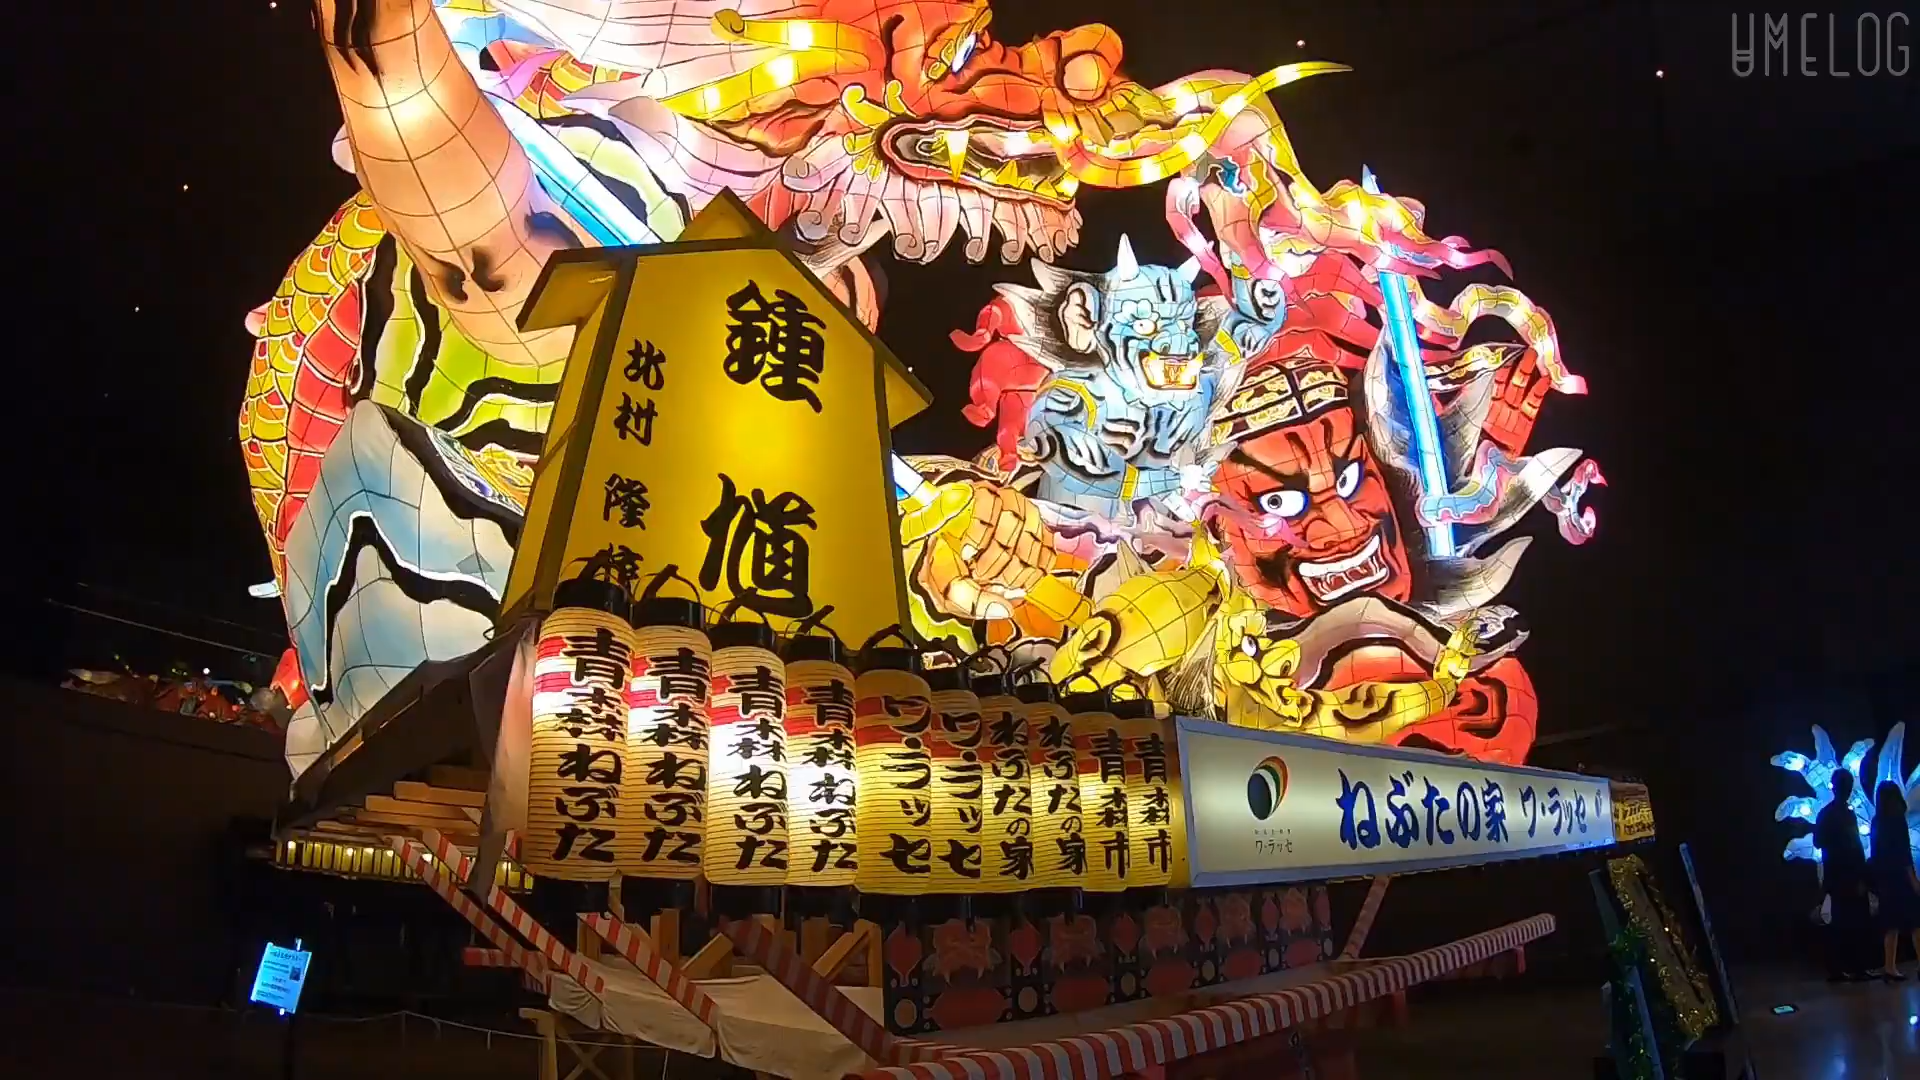 UMELOG
鍾馗
北村 隆
青森ねぶた
青森ねぶた
青森ねぶた
青森ねぶた
ワ・ラッセ
ワ・ラッセ
ねぶたの家
ねぶたの家
青森市
青森市
ワ・ラッセ
ねぶたの家 ワ・ラッセ